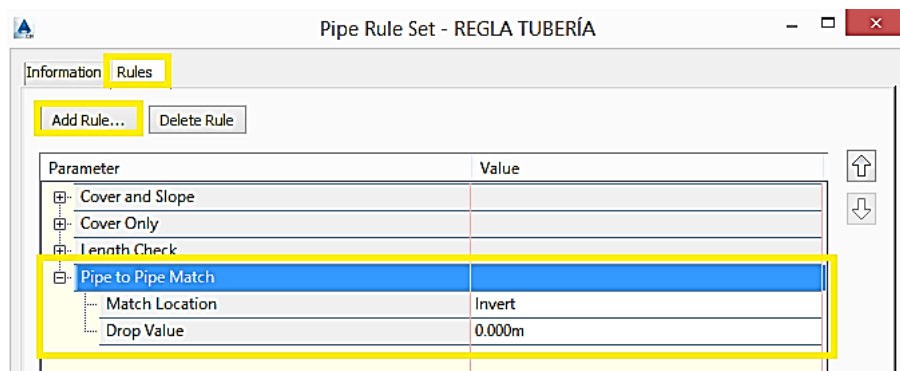 Pipe Rule Set - REGLA TUBERÍA
Information Rules
Add Rule... Delete Rule
Parameter Value
Cover and Slope
Cover Only
Length Check
Pipe to Pipe Match
Match Location Invert
Drop Value 0.000m